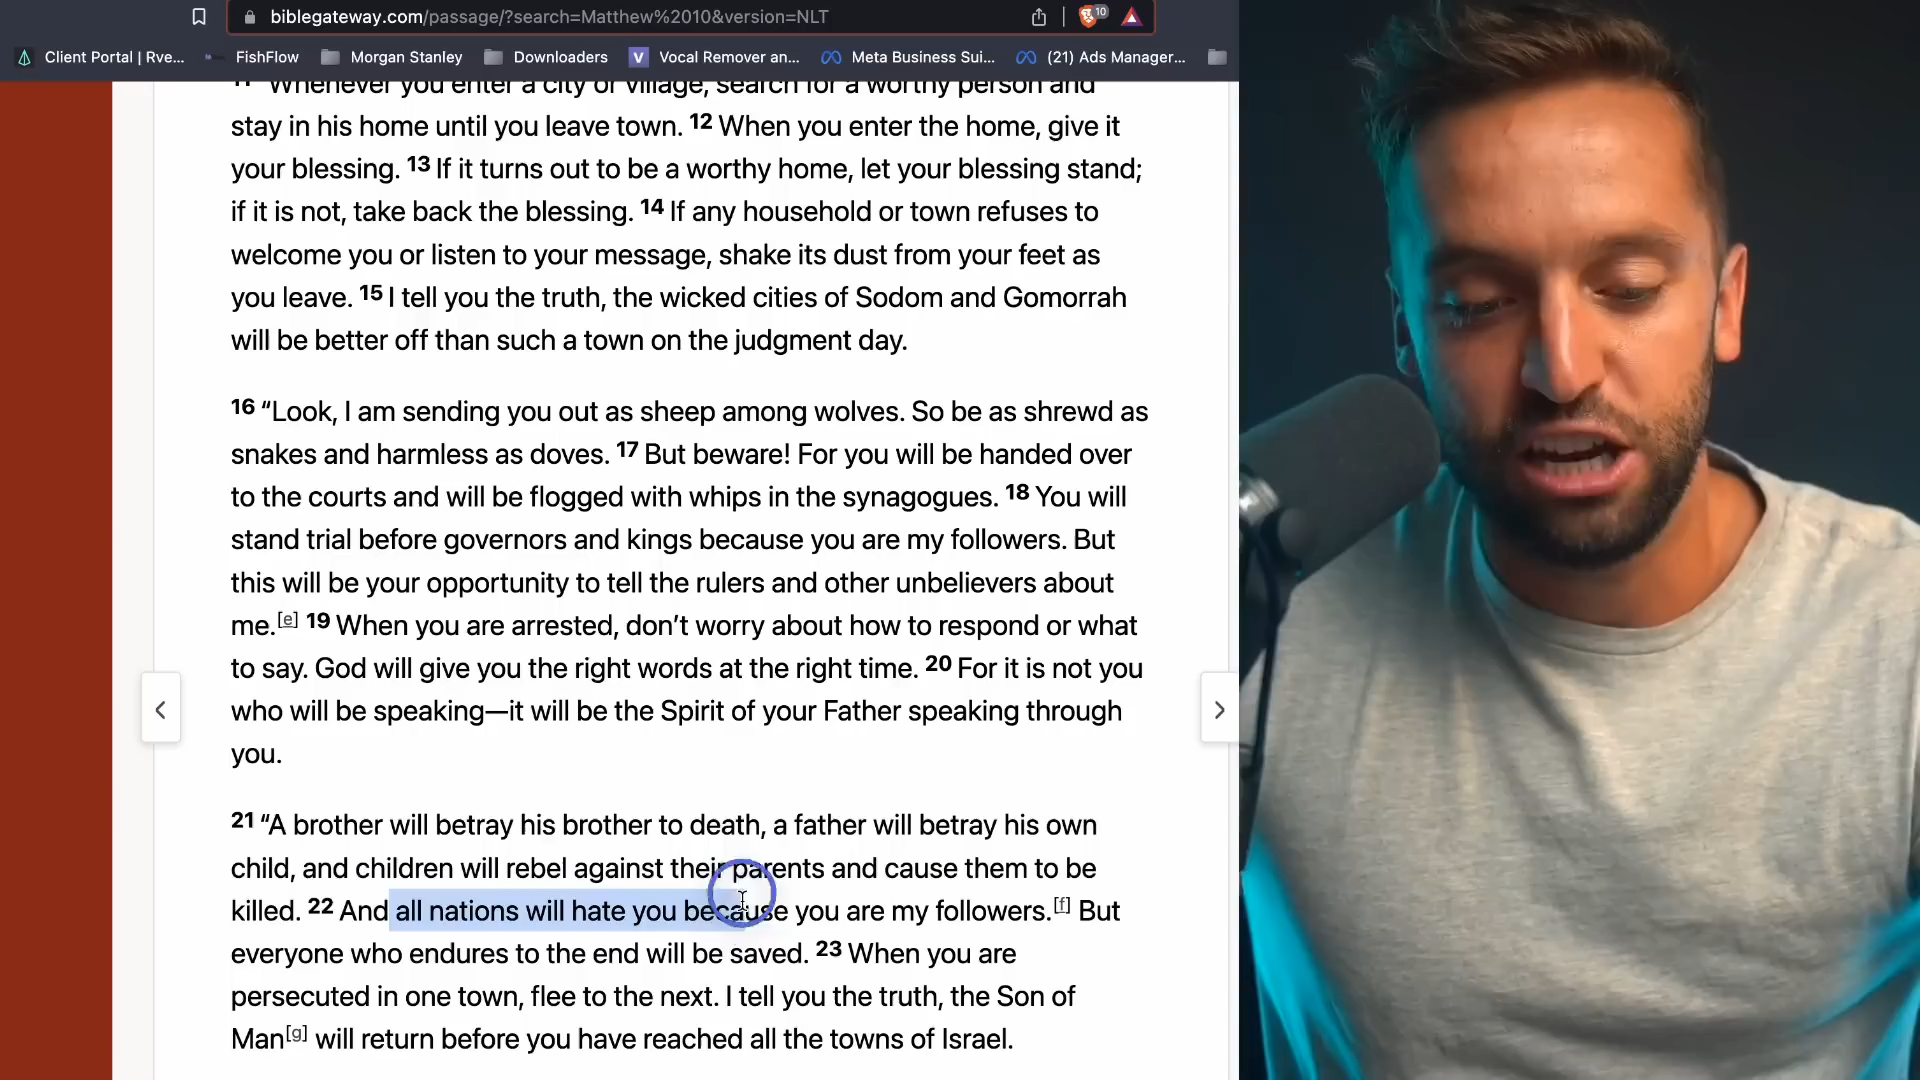 biblegateway.com/passage/?search=Matthew%2010&version=NLT
10
Client Portal | Rve...
FishFlow
Morgan Stanley
Downloaders
V
Vocal Remover an...
Meta Business Sui...
(21) Ads Manager...
11 “Whenever you enter a city or village, search for a worthy person and
stay in his home until you leave town. 12 When you enter the home, give it
your blessing. 13 If it turns out to be a worthy home, let your blessing stand;
if it is not, take back the blessing. 14 If any household or town refuses to
welcome you or listen to your message, shake its dust from your feet as
you leave. 15 I tell you the truth, the wicked cities of Sodom and Gomorrah
will be better off than such a town on the judgment day.
16 “Look, I am sending you out as sheep among wolves. So be as shrewd as
snakes and harmless as doves. 17 But beware! For you will be handed over
to the courts and will be flogged with whips in the synagogues. 18 You will
stand trial before governors and kings because you are my followers. But
this will be your opportunity to tell the rulers and other unbelievers about
me.[e] 19 When you are arrested, don’t worry about how to respond or what
to say. God will give you the right words at the right time. 20 For it is not you
who will be speaking—it will be the Spirit of your Father speaking through
you.
21 “A brother will betray his brother to death, a father will betray his own
child, and children will rebel against their parents and cause them to be
killed. 22 And all nations will hate you because you are my followers.[f] But
everyone who endures to the end will be saved. 23 When you are
persecuted in one town, flee to the next. I tell you the truth, the Son of
Man[g] will return before you have reached all the towns of Israel.